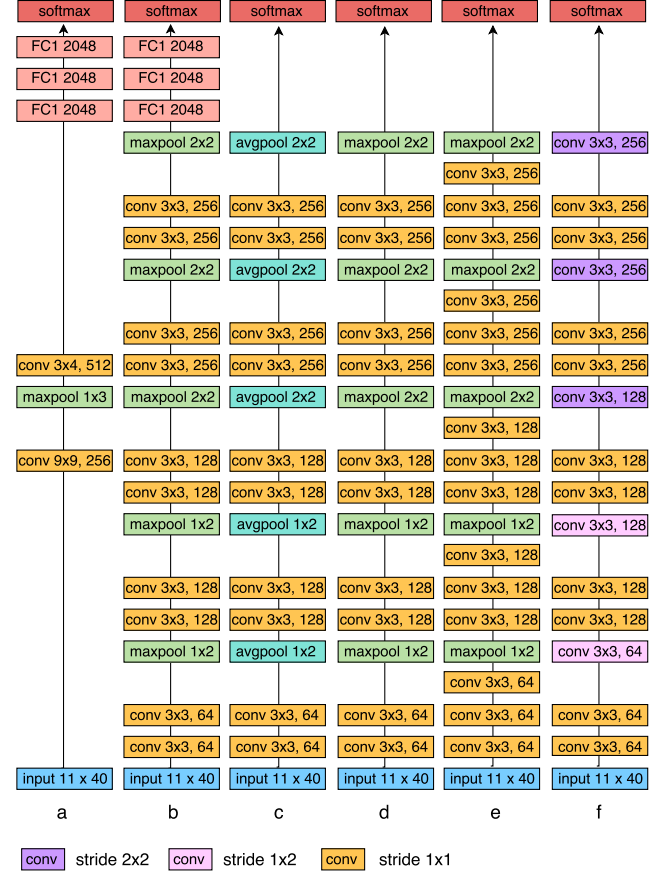 softmax softmax softmax softmax softmax softmax
FC1 2048 FC1 2048
FC1 2048 FC1 2048
FC1 2048 FC1 2048
maxpool 2x2 avgpool 2x2 maxpool 2x2 maxpool 2x2 conv 3x3, 256
conv 3x3, 256
conv 3x3, 256 conv 3x3, 256 conv 3x3, 256 conv 3x3, 256 conv 3x3, 256
conv 3x3, 256 conv 3x3, 256 conv 3x3, 256 conv 3x3, 256 conv 3x3, 256
maxpool 2x2 avgpool 2x2 maxpool 2x2 maxpool 2x2 conv 3x3, 256
conv 3x3, 256
conv 3x3, 256 conv 3x3, 256 conv 3x3, 256 conv 3x3, 256 conv 3x3, 256
conv 3x4, 512 conv 3x3, 256 conv 3x3, 256 conv 3x3, 256 conv 3x3, 256 conv 3x3, 256
maxpool 1x3 maxpool 2x2 avgpool 2x2 maxpool 2x2 maxpool 2x2 conv 3x3, 128
conv 3x3, 128
conv 9x9, 256 conv 3x3, 128 conv 3x3, 128 conv 3x3, 128 conv 3x3, 128 conv 3x3, 128
conv 3x3, 128 conv 3x3, 128 conv 3x3, 128 conv 3x3, 128 conv 3x3, 128
maxpool 1x2 avgpool 1x2 maxpool 1x2 maxpool 1x2 conv 3x3, 128
conv 3x3, 128
conv 3x3, 128 conv 3x3, 128 conv 3x3, 128 conv 3x3, 128 conv 3x3, 128
conv 3x3, 128 conv 3x3, 128 conv 3x3, 128 conv 3x3, 128 conv 3x3, 128
maxpool 1x2 avgpool 1x2 maxpool 1x2 maxpool 1x2 conv 3x3, 64
conv 3x3, 64
conv 3x3, 64 conv 3x3, 64 conv 3x3, 64 conv 3x3, 64 conv 3x3, 64
conv 3x3, 64 conv 3x3, 64 conv 3x3, 64 conv 3x3, 64 conv 3x3, 64
input 11 x 40 input 11 x 40 input 11 x 40 input 11 x 40 input 11 x 40 input 11 x 40
a b c d e f
conv stride 2x2 conv stride 1x2 conv stride 1x1